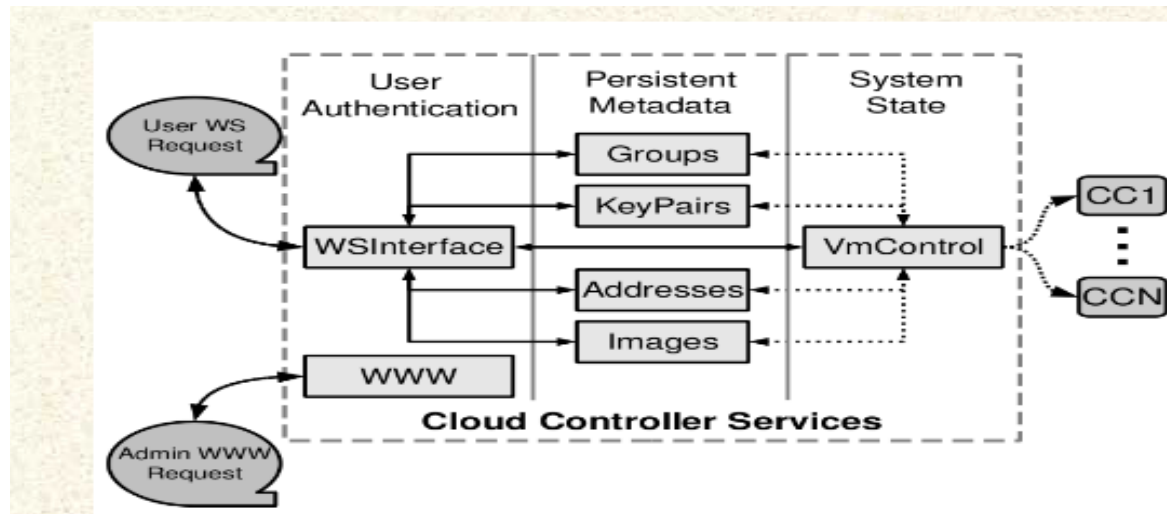 User
Authentication
Persistent
Metadata
System
State
User WS
Request
Groups
KeyPairs
CC1
WSInterface
VmControl
Addresses
CCN
Images
WWW
Cloud Controller Services
Admin WWW
Request